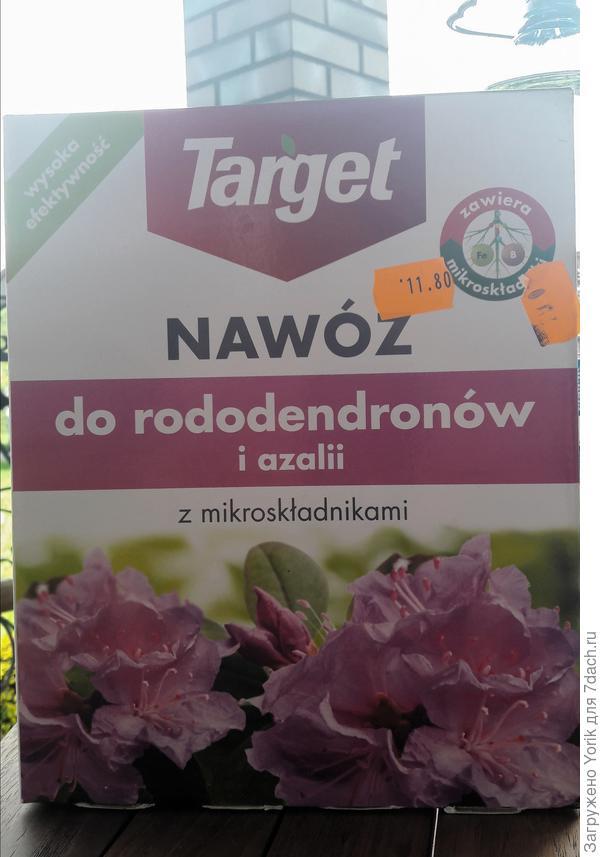 wysoka
efektywność
Target
zawiera
Fe B
mikroskładniki
11.80
NAWÓZ
do rododendronów
i azalii
z mikroskładnikami
Загружено Yorik для 7dach.ru